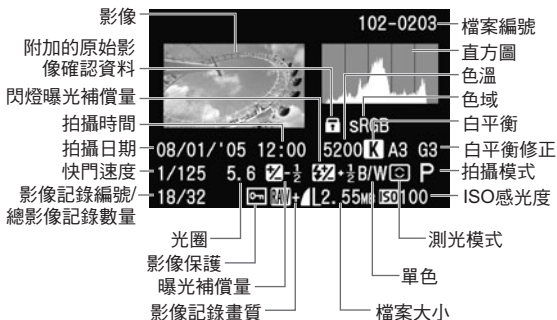 影像
102-0203
檔案編號
附加的原始影
像確認資料
直方圖
色溫
閃燈曝光補償量
色域
sRGB
拍攝時間
白平衡
拍攝日期
08/01/'05 12:00 5200 K A3 G3
白平衡修正
快門速度
1/125 5.6 -½ +½ B/W P
拍攝模式
影像記錄編號/
總影像記錄數量
18/32 RAW+ L 2.55MB ISO 100
ISO感光度
光圈
測光模式
影像保護
單色
曝光補償量
影像記錄畫質
檔案大小